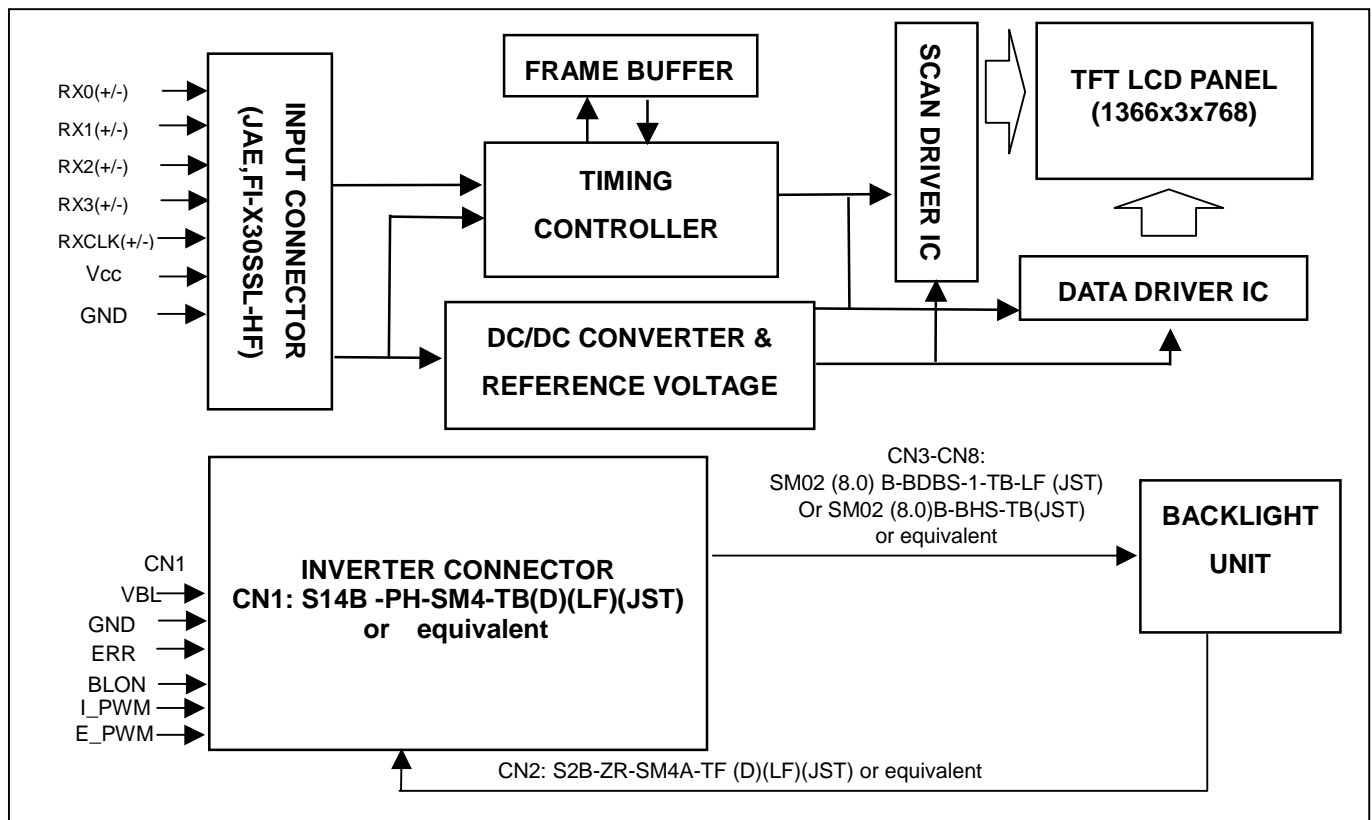 RX0(+/-)
RX1(+/-)
RX2(+/-)
RX3(+/-)
RXCLK(+/-)
Vcc
GND
INPUT CONNECTOR
(JAE,FI-X30SSL-HF)
FRAME BUFFER
TIMING
CONTROLLER
DC/DC CONVERTER &
REFERENCE VOLTAGE
SCAN DRIVER IC
TFT LCD PANEL
(1366x3x768)
DATA DRIVER IC
CN1
VBL
GND
ERR
BLON
I_PWM
E_PWM
INVERTER CONNECTOR
CN1: S14B -PH-SM4-TB(D)(LF)(JST)
or equivalent
CN3-CN8:
SM02 (8.0) B-BDBS-1-TB-LF (JST)
Or SM02 (8.0)B-BHS-TB(JST)
or equivalent
BACKLIGHT
UNIT
CN2: S2B-ZR-SM4A-TF (D)(LF)(JST) or equivalent